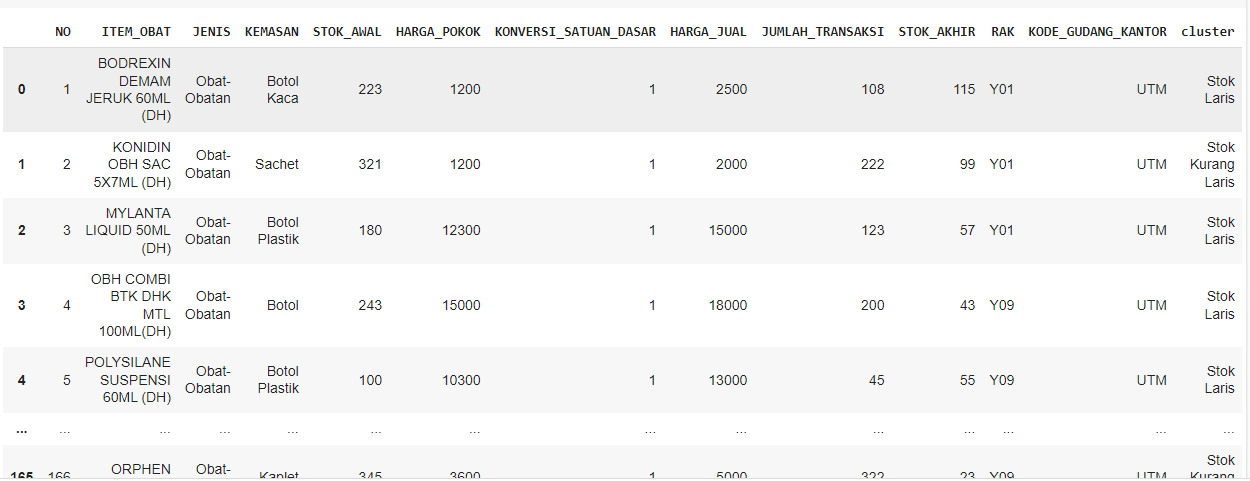 NO ITEM_OBAT JENIS KEMASAN STOK_AWAL HARGA_POKOK KONVERSI_SATUAN_DASAR HARGA_JUAL JUMLAH_TRANSAKSI STOK_AKHIR RAK KODE_GUDANG_KANTOR cluster
0 1 BODREXIN DEMAM JERUK 60ML (DH) Obat-Obatan Botol Kaca 223 1200 1 2500 108 115 Y01 UTM Stok Laris
1 2 KONIDIN OBH SAC 5X7ML (DH) Obat-Obatan Sachet 321 1200 1 2000 222 99 Y01 UTM Stok Kurang Laris
2 3 MYLANTA LIQUID 50ML (DH) Obat-Obatan Botol Plastik 180 12300 1 15000 123 57 Y01 UTM Stok Laris
3 4 OBH COMBI BTK DHK MTL 100ML(DH) Obat-Obatan Botol 243 15000 1 18000 200 43 Y09 UTM Stok Laris
4 5 POLYSILANE SUSPENSI 60ML (DH) Obat-Obatan Botol Plastik 100 10300 1 13000 45 55 Y09 UTM Stok Laris
... ... ... ... ... ... ... ... ... ... ... ... ... ...
165 166 ORPHEN Obat- Kaplet 345 3600 1 5000 322 23 Y09 UTM Stok Kurang